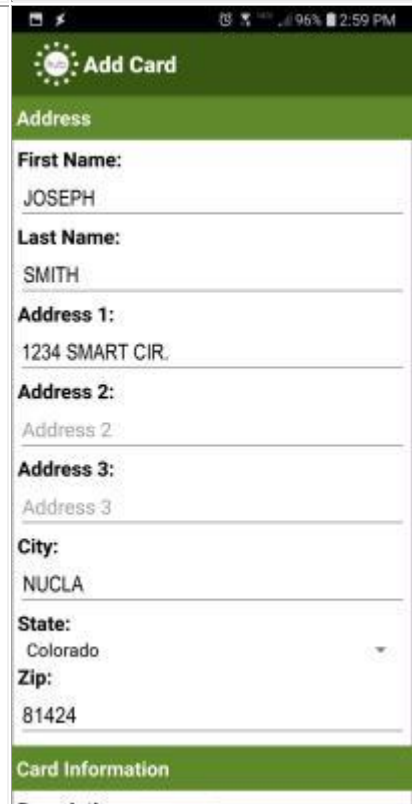 96% 2:59 PM
Add Card
Address
First Name:
JOSEPH
Last Name:
SMITH
Address 1:
1234 SMART CIR.
Address 2:
Address 2
Address 3:
Address 3
City:
NUCLA
State:
Colorado
Zip:
81424
Card Information